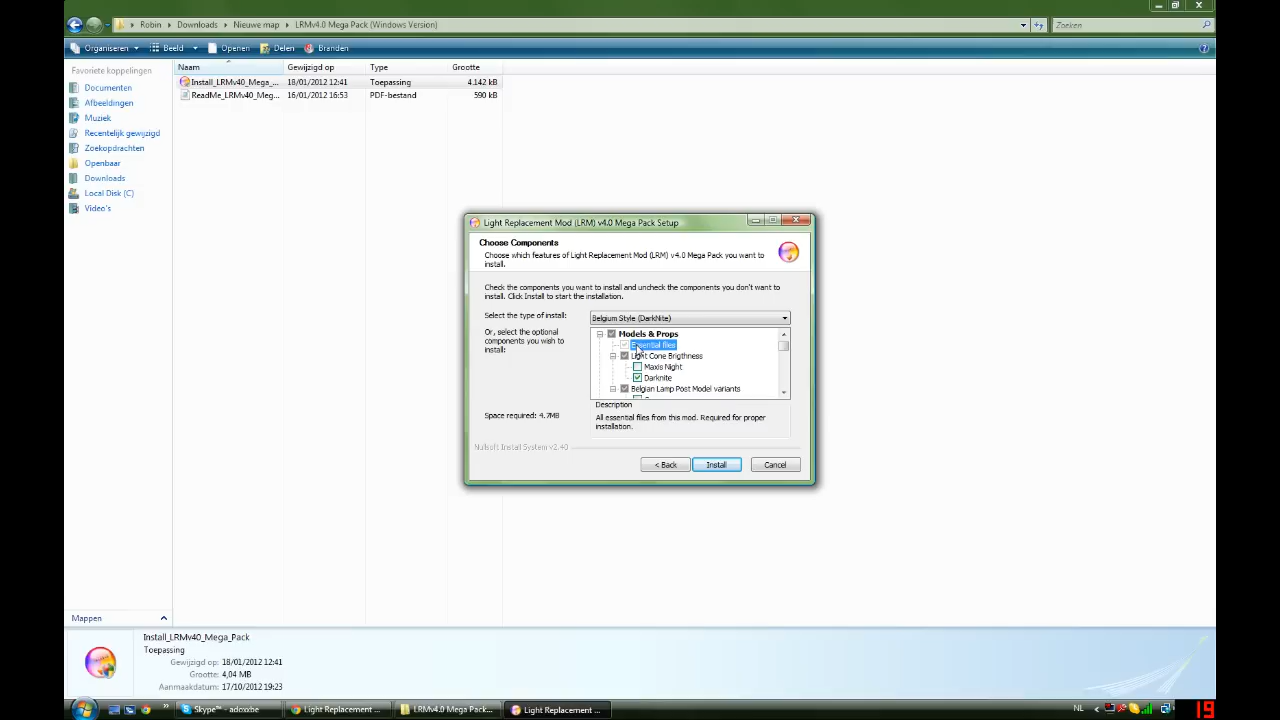 Robin ▸ Downloads ▸ Nieuwe map ▸ LRMv4.0 Mega Pack (Windows Version)
Zoeken
Organiseren Beeld Openen Delen Branden
Favoriete koppelingen
Documenten
Afbeeldingen
Muziek
Recentelijk gewijzigd
Zoekopdrachten
Openbaar
Downloads
Local Disk (C)
Video's
Mappen
Naam Gewijzigd op Type Grootte
Install_LRMv40_Mega_... 18/01/2012 12:41 Toepassing 4.142 kB
ReadMe_LRMv40_Meg... 16/01/2012 16:53 PDF-bestand 590 kB
Light Replacement Mod (LRM) v4.0 Mega Pack Setup
Choose Components
Choose which features of Light Replacement Mod (LRM) v4.0 Mega Pack you want to
install.
Check the components you want to install and uncheck the components you don't want to
install. Click Install to start the installation.
Select the type of install:
Belgium Style (DarkNite)
Or, select the optional
components you wish to
install:
Models & Props
Essential files
Light Cone Brigthness
Maxis Night
Darknite
Belgian Lamp Post Model variants
Description
All essential files from this mod. Required for proper
installation.
Space required: 4.7MB
Nullsoft Install System v2.40
< Back Install Cancel
Install_LRMv40_Mega_Pack
Toepassing
Gewijzigd op: 18/01/2012 12:41
Grootte: 4,04 MB
Aanmaakdatum: 17/10/2012 19:23
Skype™ - adoxxbe
Light Replacement ...
LRMv4.0 Mega Pack...
Light Replacement ...
NL
19